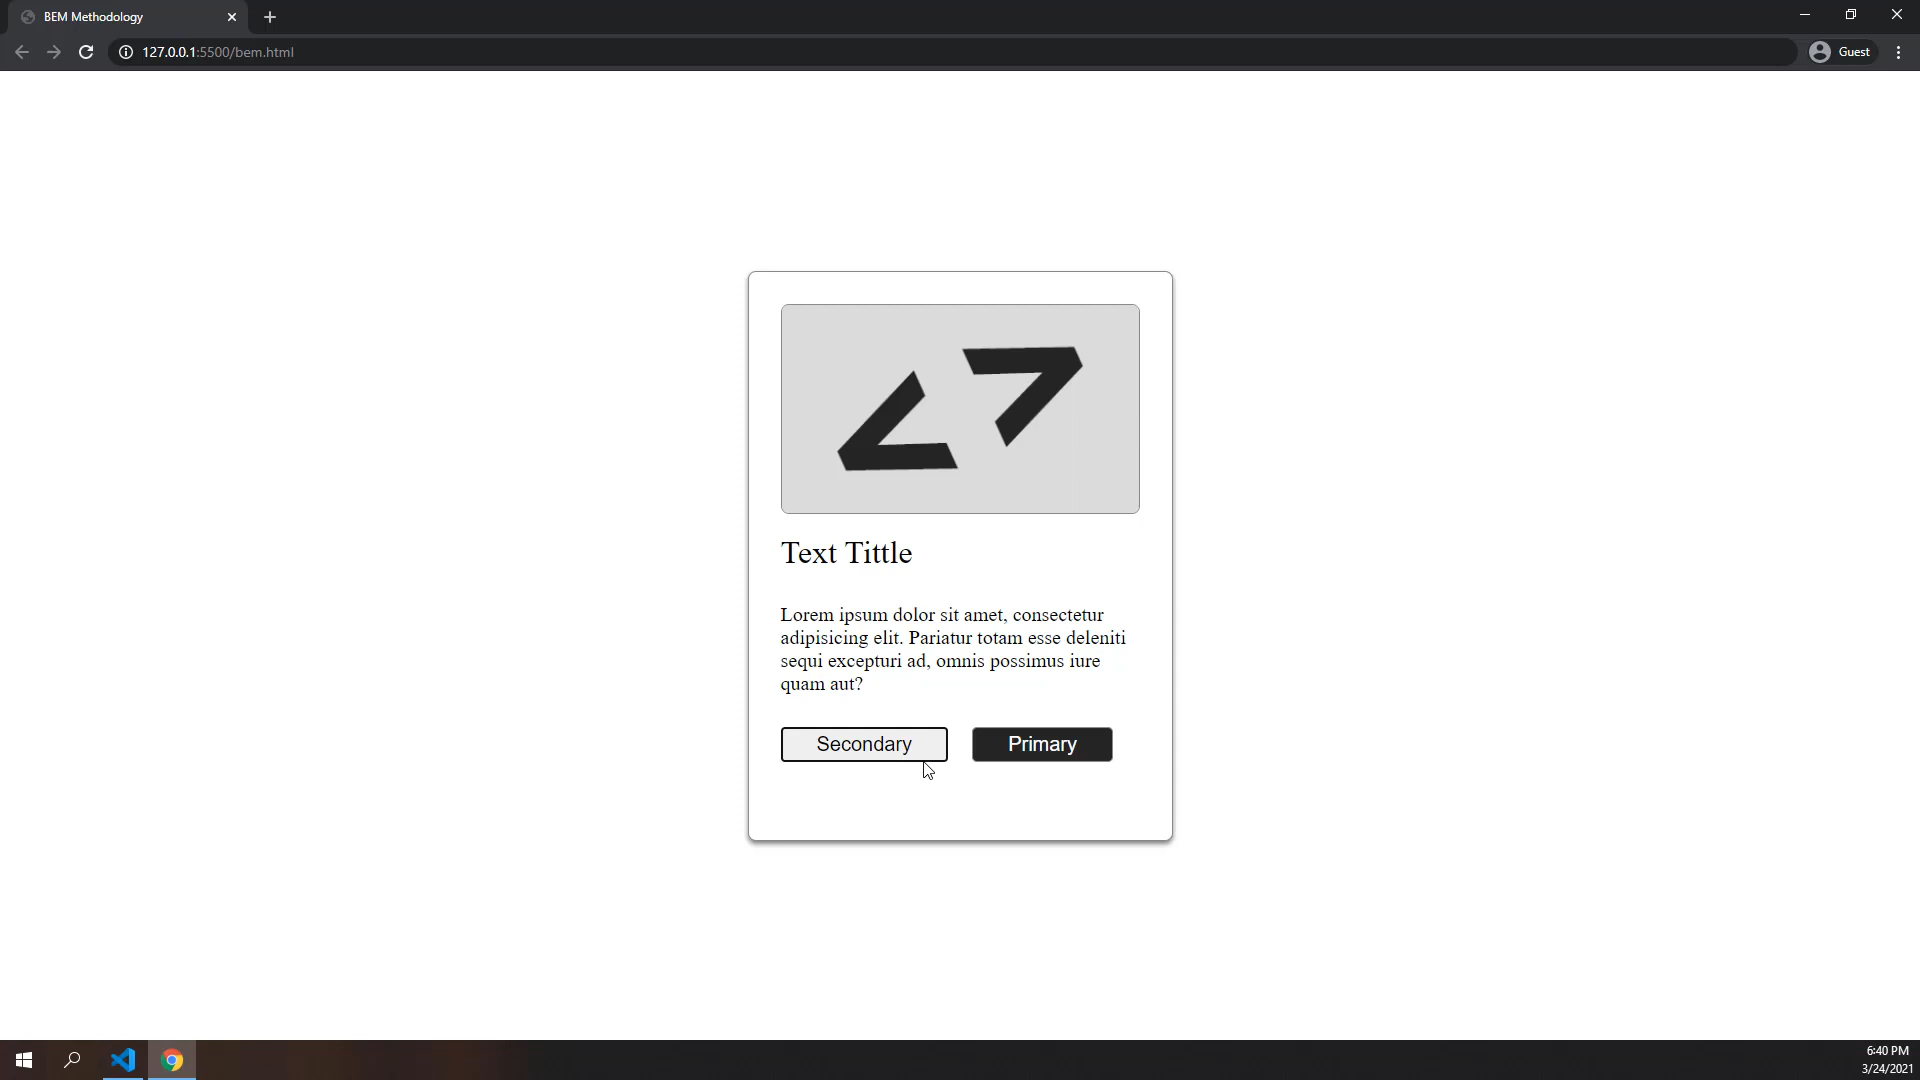 BEM Methodology
127.0.0.1:5500/bem.html
Guest
Text Tittle
Lorem ipsum dolor sit amet, consectetur
adipisicing elit. Pariatur totam esse deleniti
sequi excepturi ad, omnis possimus iure
quam aut?
Secondary
Primary
6:40 PM
3/24/2021